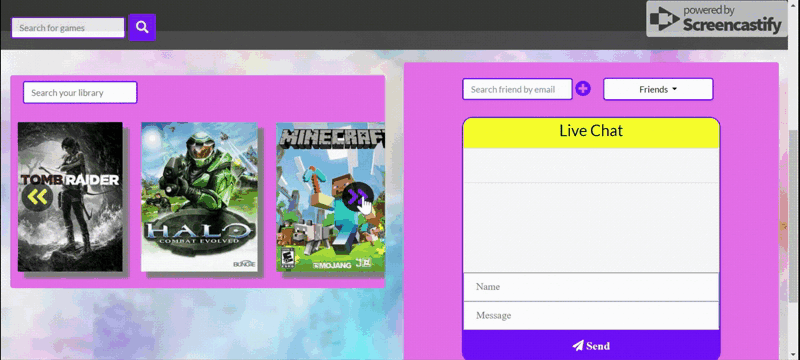 Search for games
powered by
Screencastify
Search your library
Search friend by email
Friends
TOMB RAIDER
HALO
COMBAT EVOLVED
BUNGIE
MINECRAFT
MOJANG
Live Chat
Name
Message
Send